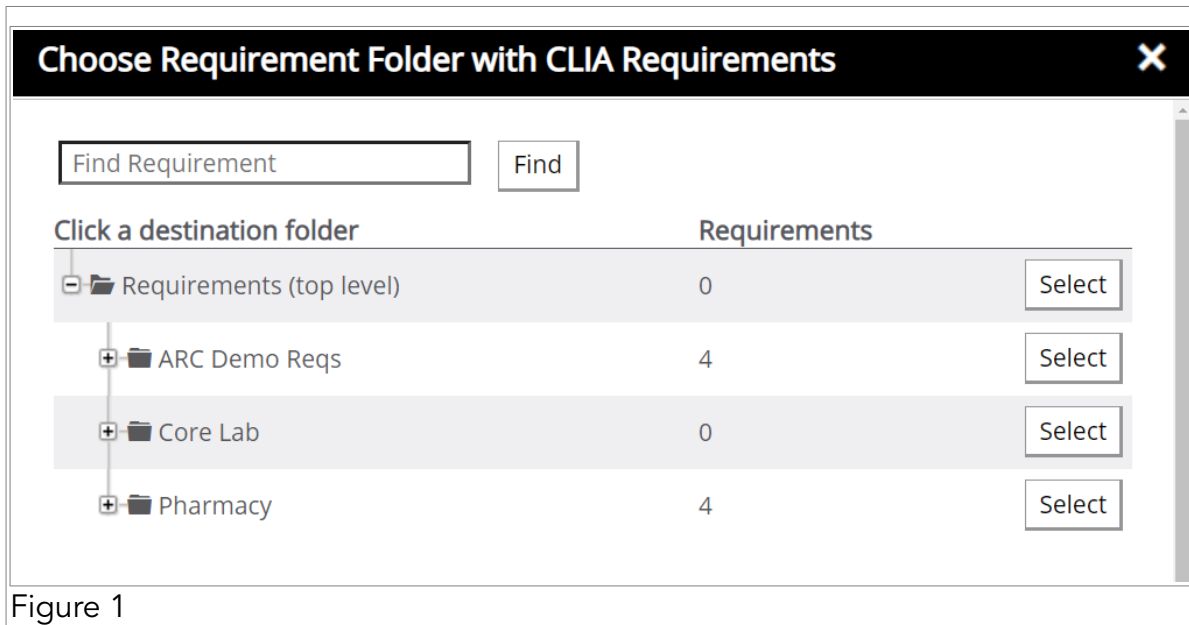 Choose Requirement Folder with CLIA Requirements
Find Requirement Find
Click a destination folder Requirements
Requirements (top level) 0 Select
ARC Demo Reqs 4 Select
Core Lab 0 Select
Pharmacy 4 Select
Figure 1